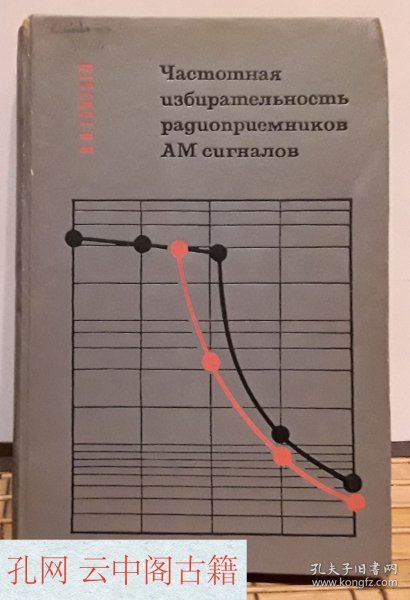 Частотная
избирательность
радиоприемников
АМ сигналов
孔网 云中阁古籍
孔夫子旧书网
www.kongfz.com